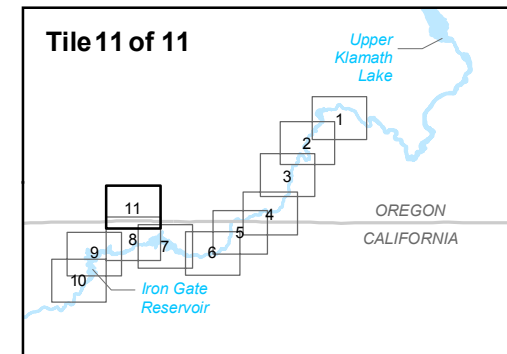 Tile 11 of 11
Upper
Klamath
Lake
1
2
3
11
4
OREGON
5
CALIFORNIA
8
7
9
6
10
Iron Gate
Reservoir